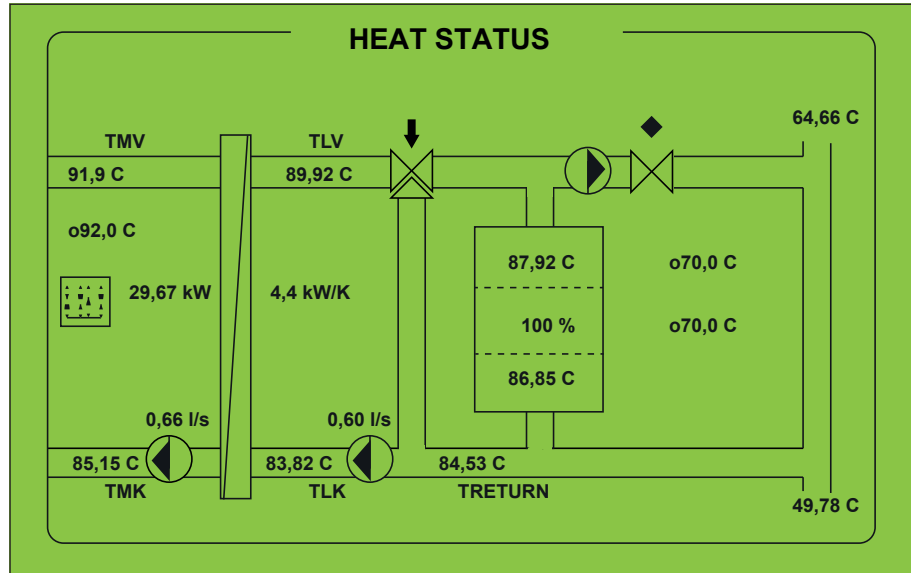 HEAT STATUS
64,66 C
TMV
TLV
91,9 C
89,92 C
o92,0 C
87,92 C
o70,0 C
29,67 kW
4,4 kW/K
100 %
o70,0 C
86,85 C
0,66 l/s
0,60 l/s
85,15 C
83,82 C
84,53 C
TMK
TLK
TRETURN
49,78 C